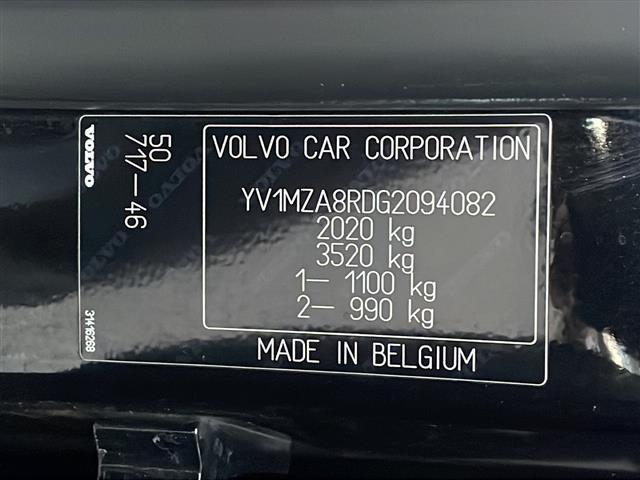 VOLVO
50
717-46
31416268
VOLVO CAR CORPORATION
YV1MZA8RDG2094082
2020 kg
3520 kg
1- 1100 kg
2- 990 kg
MADE IN BELGIUM